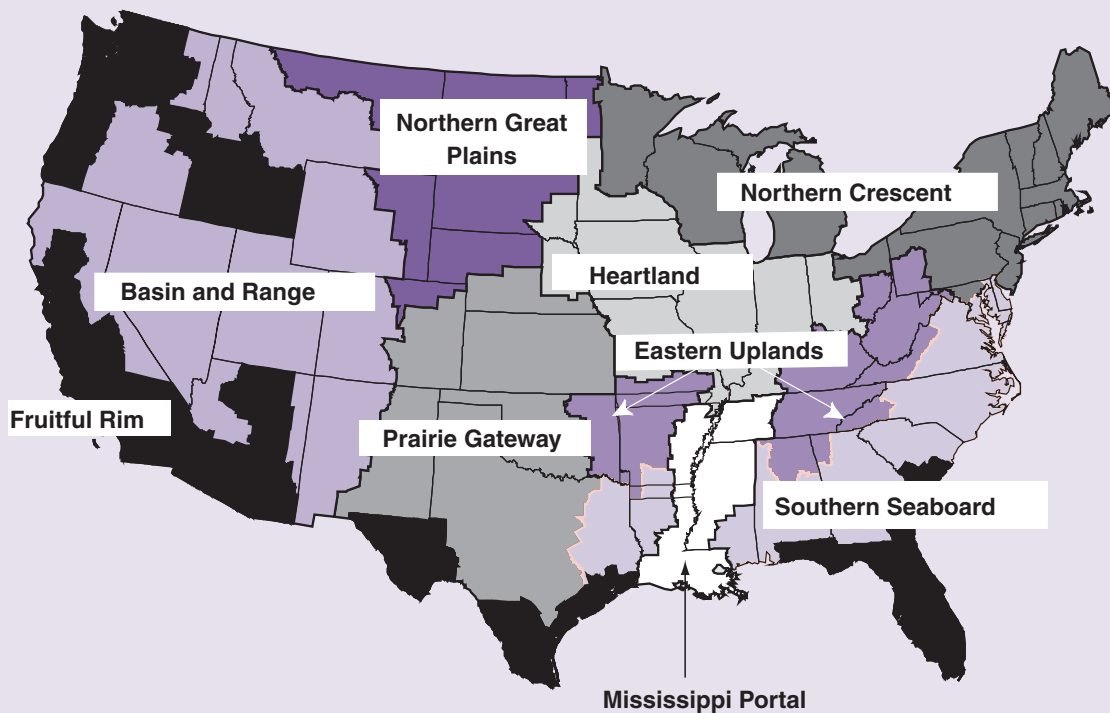 Northern Great
Plains
Northern Crescent
Heartland
Basin and Range
Eastern Uplands
Fruitful Rim
Prairie Gateway
Southern Seaboard
Mississippi Portal